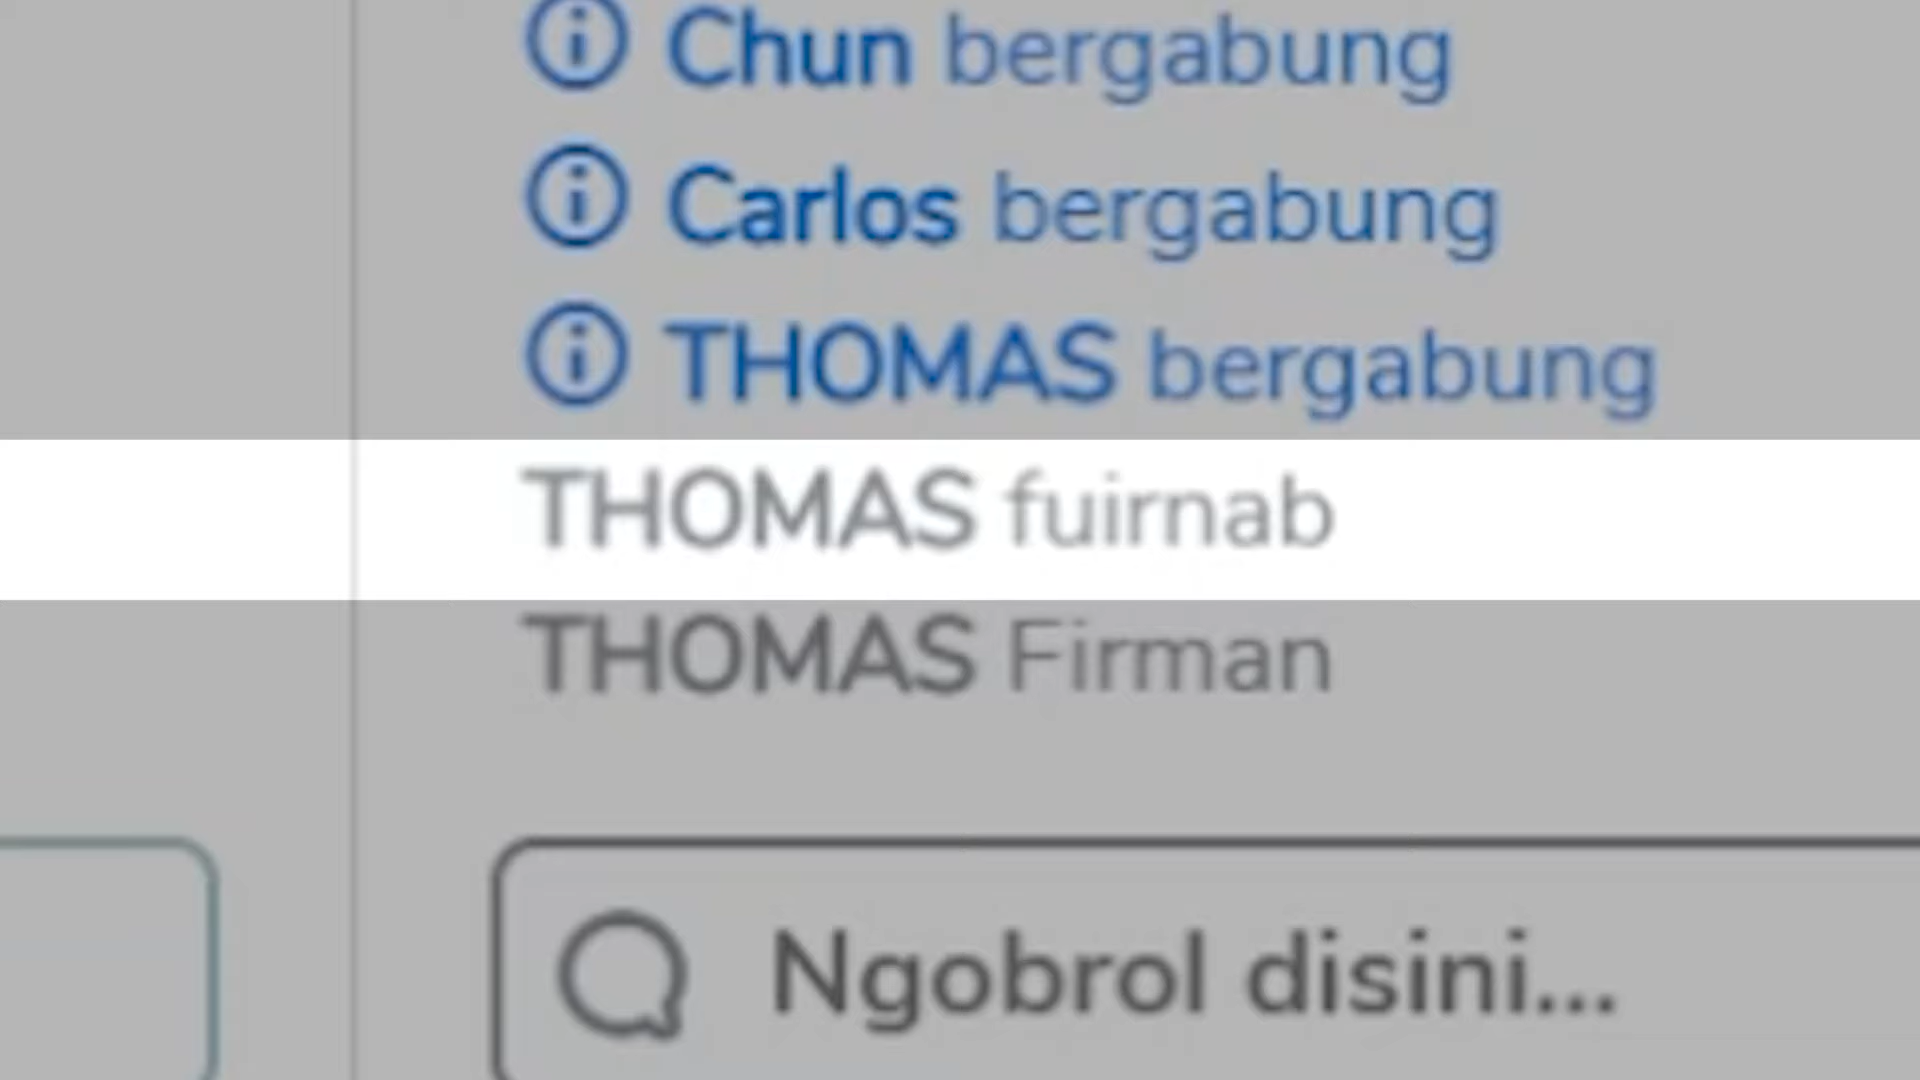 Chun bergabung
Carlos bergabung
THOMAS bergabung
THOMAS fuirnab
THOMAS Firman
Ngobrol disini...